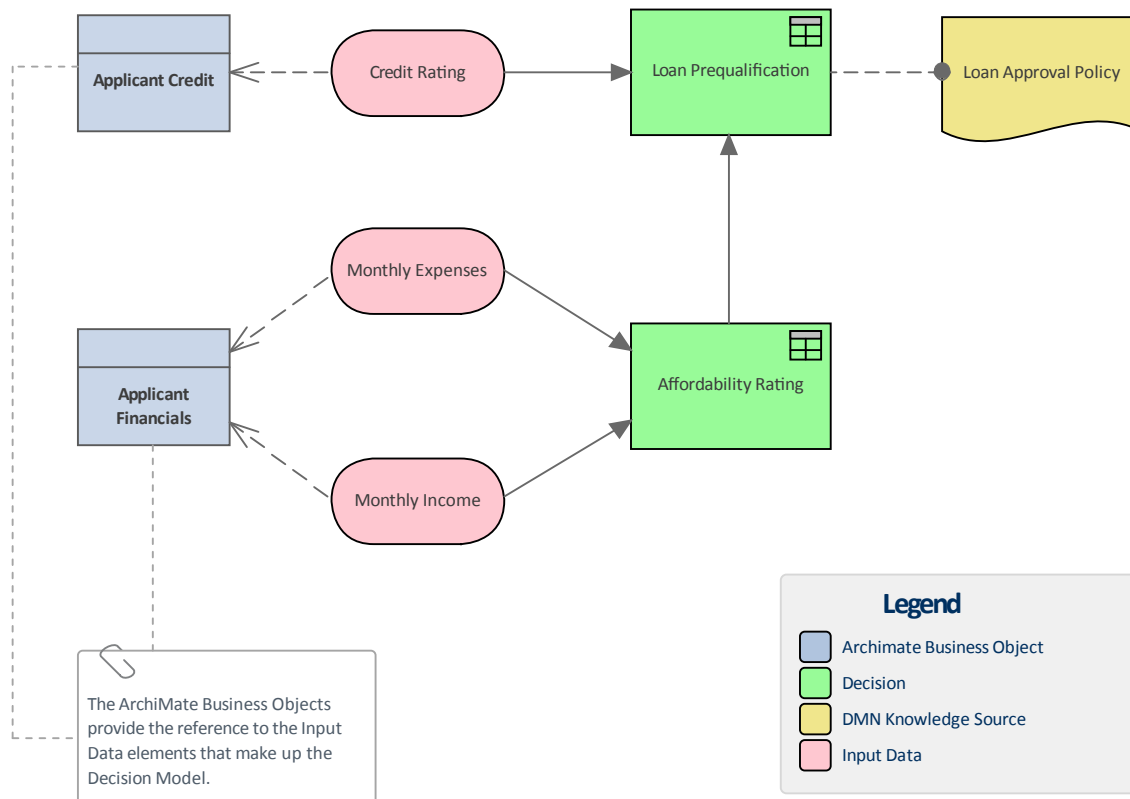 Applicant Credit
Credit Rating
Loan Prequalification
Loan Approval Policy
Monthly Expenses
Applicant
Financials
Affordability Rating
Monthly Income
The ArchiMate Business Objects
provide the reference to the Input
Data elements that make up the
Decision Model.
Legend
Archimate Business Object
Decision
DMN Knowledge Source
Input Data